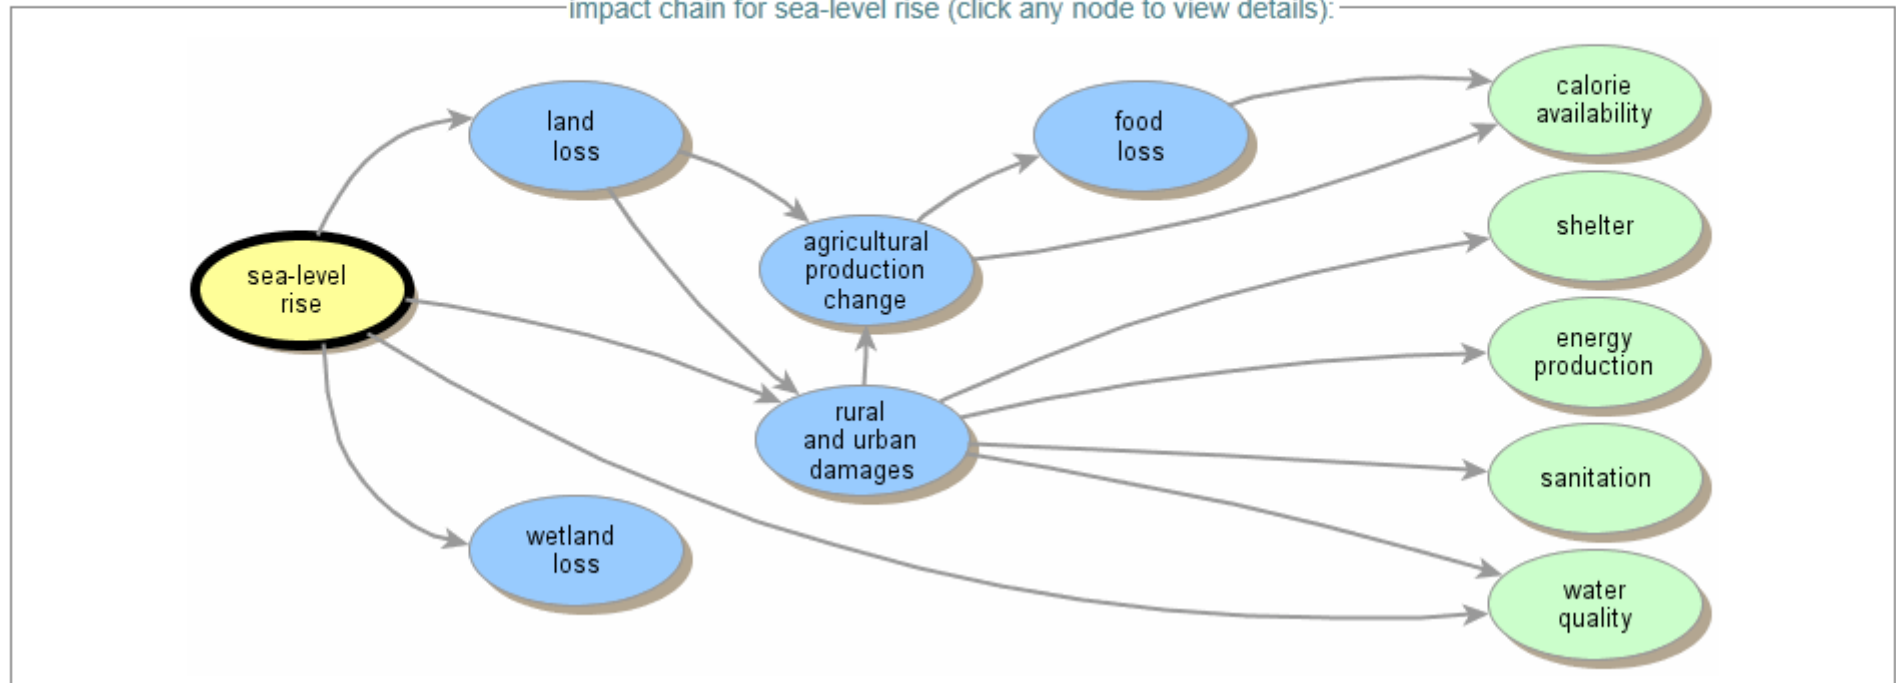 impact chain for sea-level rise (click any node to view details):
calorie
availability
land
loss
food
loss
shelter
agricultural
production
change
sea-level
rise
energy
production
rural
and urban
damages
sanitation
wetland
loss
water
quality